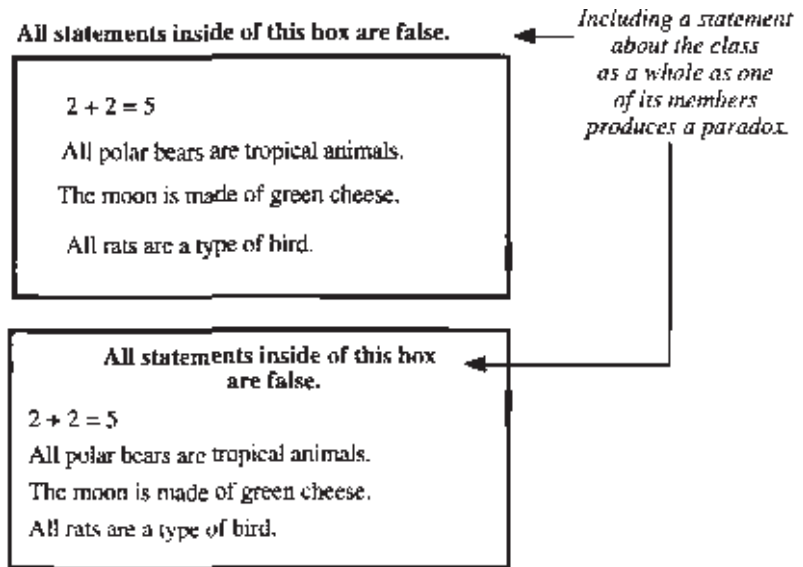 All statements inside of this box are false.
Including a statement
about the class
as a whole as one
of its members
produces a paradox.
2 + 2 = 5
All polar bears are tropical animals.
The moon is made of green cheese.
All rats are a type of bird.
All statements inside of this box
are false.
2 + 2 = 5
All polar bears are tropical animals.
The moon is made of green cheese.
All rats are a type of bird.